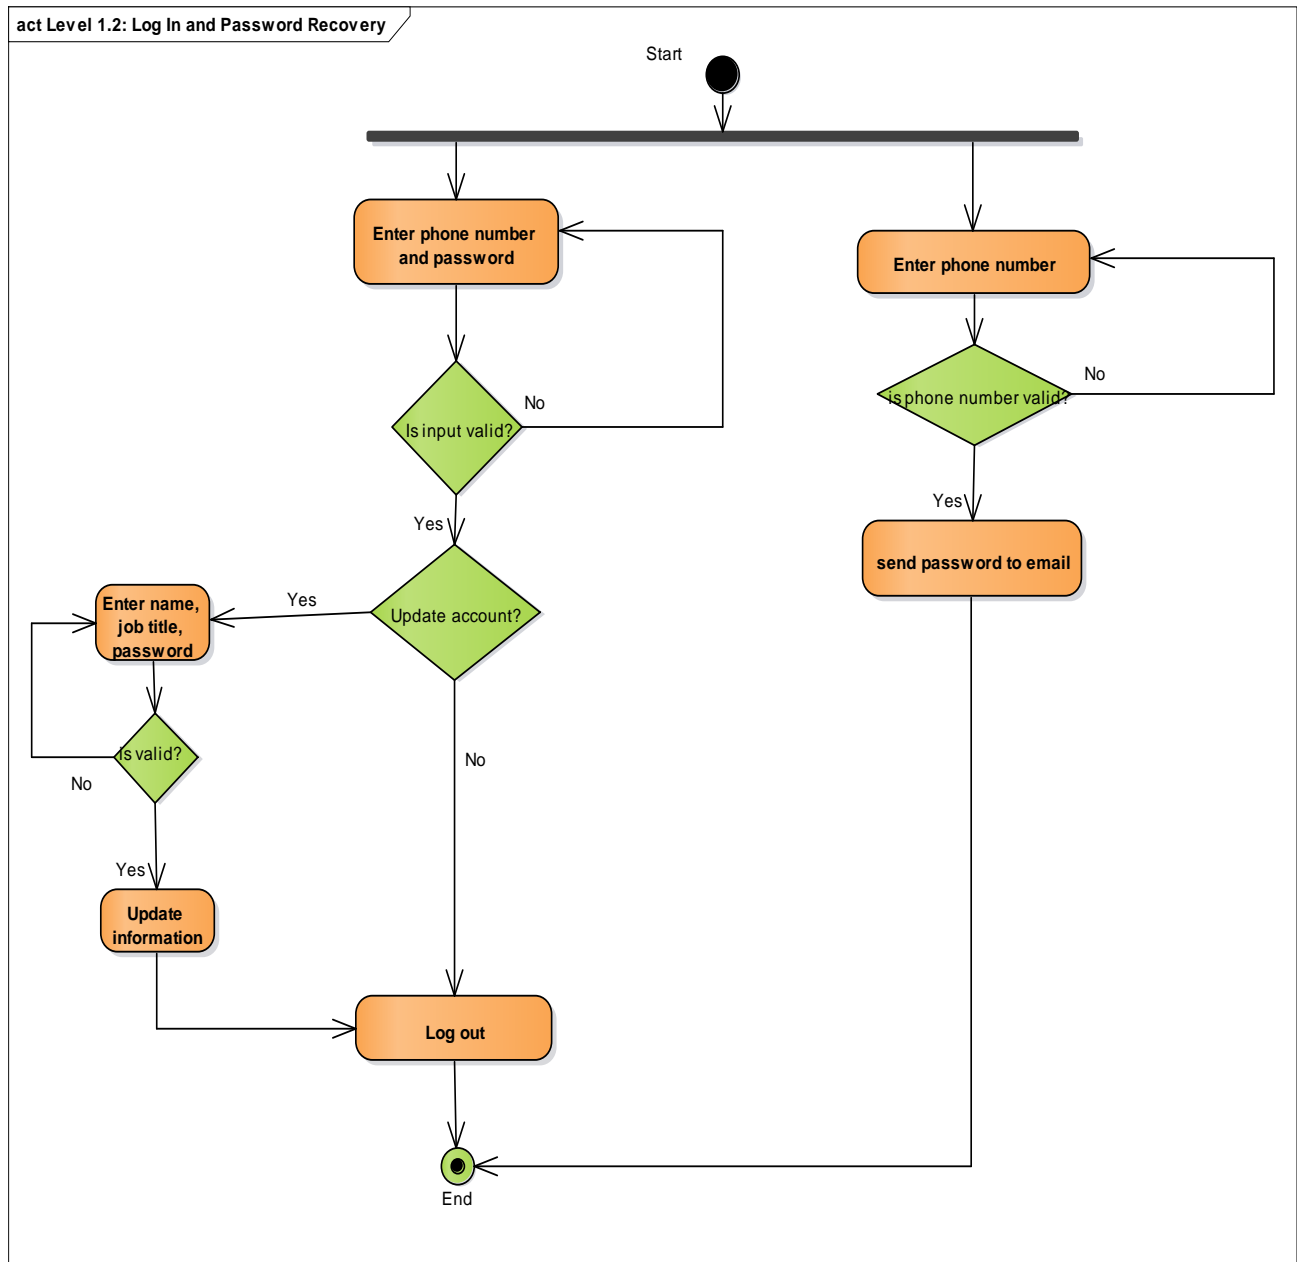 act Level 1.2: Log In and Password Recovery
Start
Enter phone number
and password
Enter phone number
No
is phone number valid?
No
Is input valid?
Yes
Yes
send password to email
Enter name,
job title,
password
Yes
Update account?
is valid?
No
No
Yes
Update
information
Log out
End